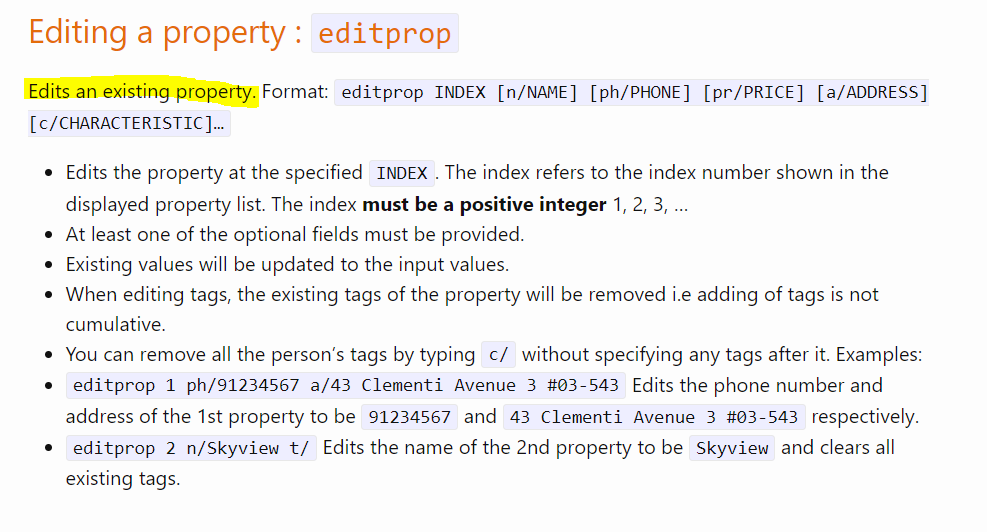 Editing a property : editprop
Edits an existing property. Format: editprop INDEX [n/NAME] [ph/PHONE] [pr/PRICE] [a/ADDRESS]
[c/CHARACTERISTIC]…
• Edits the property at the specified INDEX. The index refers to the index number shown in the
displayed property list. The index must be a positive integer 1, 2, 3, …
• At least one of the optional fields must be provided.
• Existing values will be updated to the input values.
• When editing tags, the existing tags of the property will be removed i.e adding of tags is not
cumulative.
• You can remove all the person’s tags by typing c/ without specifying any tags after it. Examples:
• editprop 1 ph/91234567 a/43 Clementi Avenue 3 #03-543 Edits the phone number and
address of the 1st property to be 91234567 and 43 Clementi Avenue 3 #03-543 respectively.
• editprop 2 n/Skyview t/ Edits the name of the 2nd property to be Skyview and clears all
existing tags.